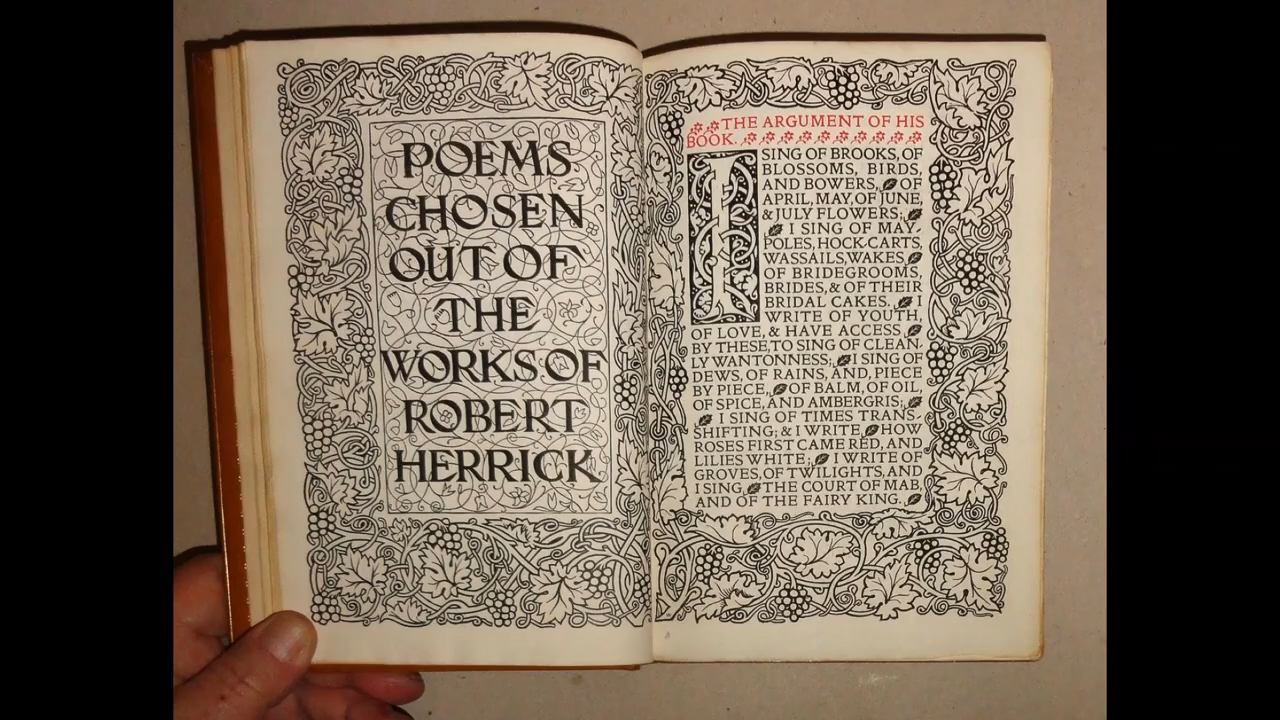 POEMS
CHOSEN
OUT OF
THE
WORKS OF
ROBERT
HERRICK
THE ARGUMENT OF HIS
BOOK.
I SING OF BROOKS, OF
BLOSSOMS, BIRDS,
AND BOWERS, OF
APRIL, MAY, OF JUNE,
& JULY FLOWERS;
I SING OF MAY-
POLES, HOCK-CARTS,
WASSAILS, WAKES,
OF BRIDEGROOMS,
BRIDES, & OF THEIR
BRIDAL CAKES. I
WRITE OF YOUTH,
OF LOVE, & HAVE ACCESS
BY THESE, TO SING OF CLEAN-
LY WANTONNESS; I SING OF
DEWS, OF RAINS, AND, PIECE
BY PIECE, OF BALM, OF OIL,
OF SPICE, AND AMBERGRIS;
I SING OF TIMES TRANS-
SHIFTING; & I WRITE HOW
ROSES FIRST CAME RED, AND
LILIES WHITE; I WRITE OF
GROVES, OF TWILIGHTS, AND
I SING THE COURT OF MAB,
AND OF THE FAIRY KING.